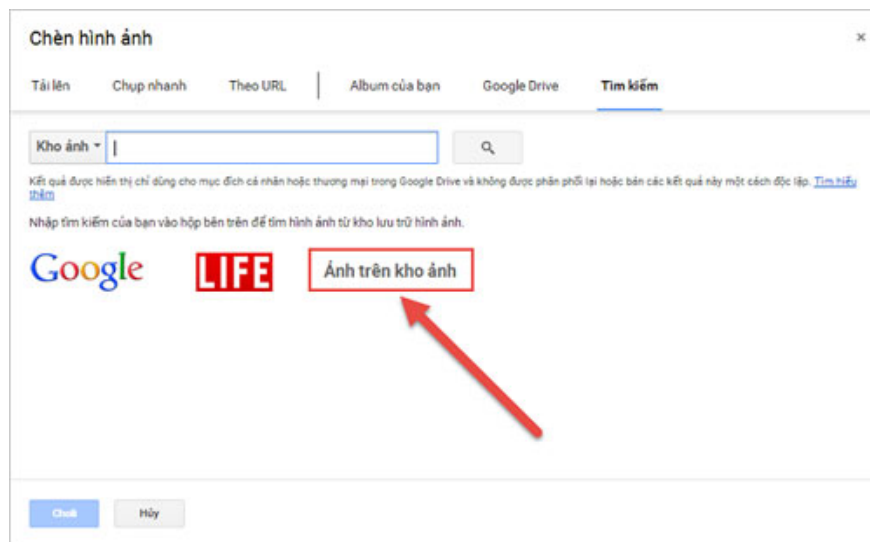 Chèn hình ảnh
Tải lên Chụp nhanh Theo URL Album của bạn Google Drive Tìm kiếm
Kho ảnh
Kết quả được hiển thị chỉ dùng cho mục đích cá nhân hoặc thương mại trong Google Drive và không được phân phối lại hoặc bán các kết quả này một cách độc lập. Tìm hiểu
thêm
Nhập tìm kiếm của bạn vào hộp bên trên để tìm hình ảnh từ kho lưu trữ hình ảnh.
Google LIFE Ảnh trên kho ảnh
Hủy